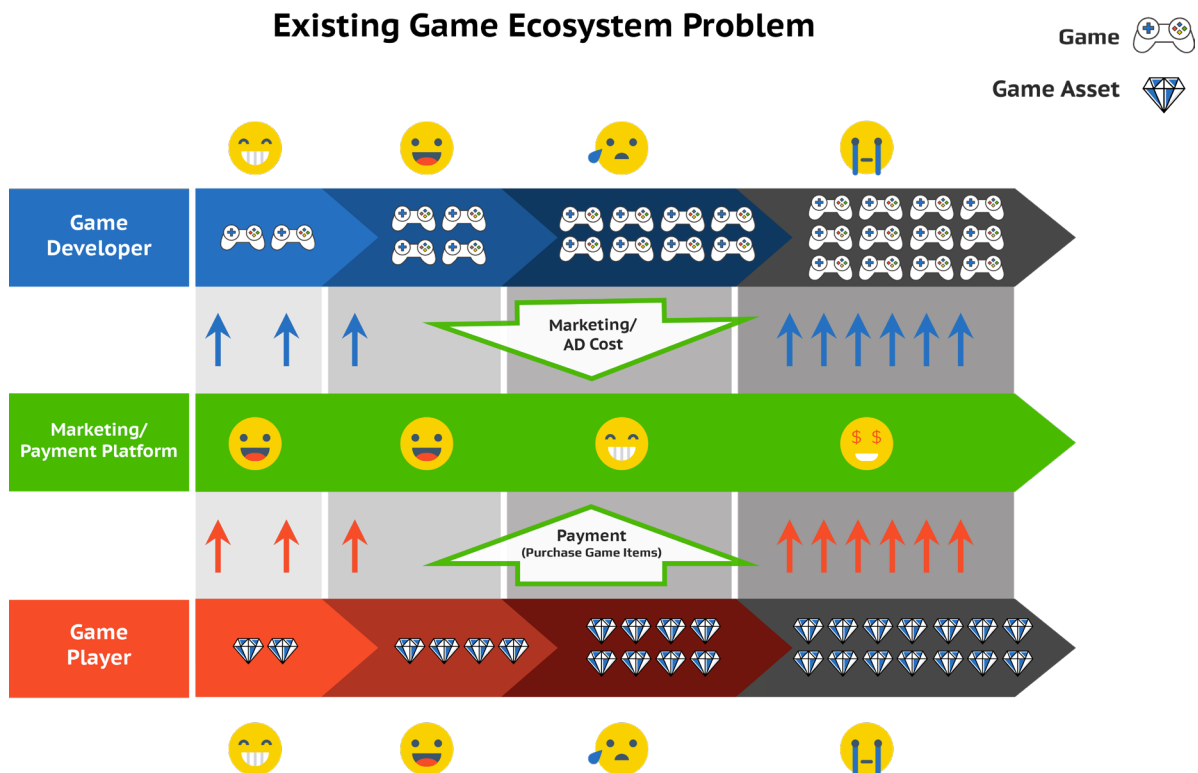 Existing Game Ecosystem Problem
Game
Game Asset
Game
Developer
Marketing/
AD Cost
Marketing/
Payment Platform
$ $
Payment
(Purchase Game Items)
Game
Player